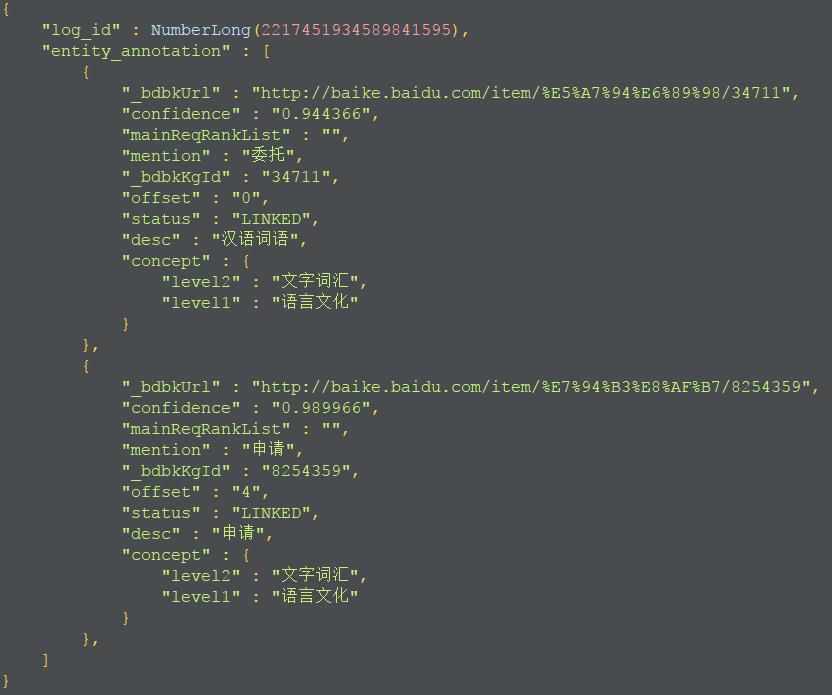 {
    "log_id" : NumberLong(2217451934589841595),
    "entity_annotation" : [
        {
            "_bdbkUrl" : "http://baike.baidu.com/item/%E5%A7%94%E6%89%98/34711",
            "confidence" : "0.944366",
            "mainReqRankList" : "",
            "mention" : "委托",
            "_bdbkKgId" : "34711",
            "offset" : "0",
            "status" : "LINKED",
            "desc" : "汉语词语",
            "concept" : {
                "level2" : "文字词汇",
                "level1" : "语言文化"
            }
        },
        {
            "_bdbkUrl" : "http://baike.baidu.com/item/%E7%94%B3%E8%AF%B7/8254359",
            "confidence" : "0.989966",
            "mainReqRankList" : "",
            "mention" : "申请",
            "_bdbkKgId" : "8254359",
            "offset" : "4",
            "status" : "LINKED",
            "desc" : "申请",
            "concept" : {
                "level2" : "文字词汇",
                "level1" : "语言文化"
            }
        },
    ]
}